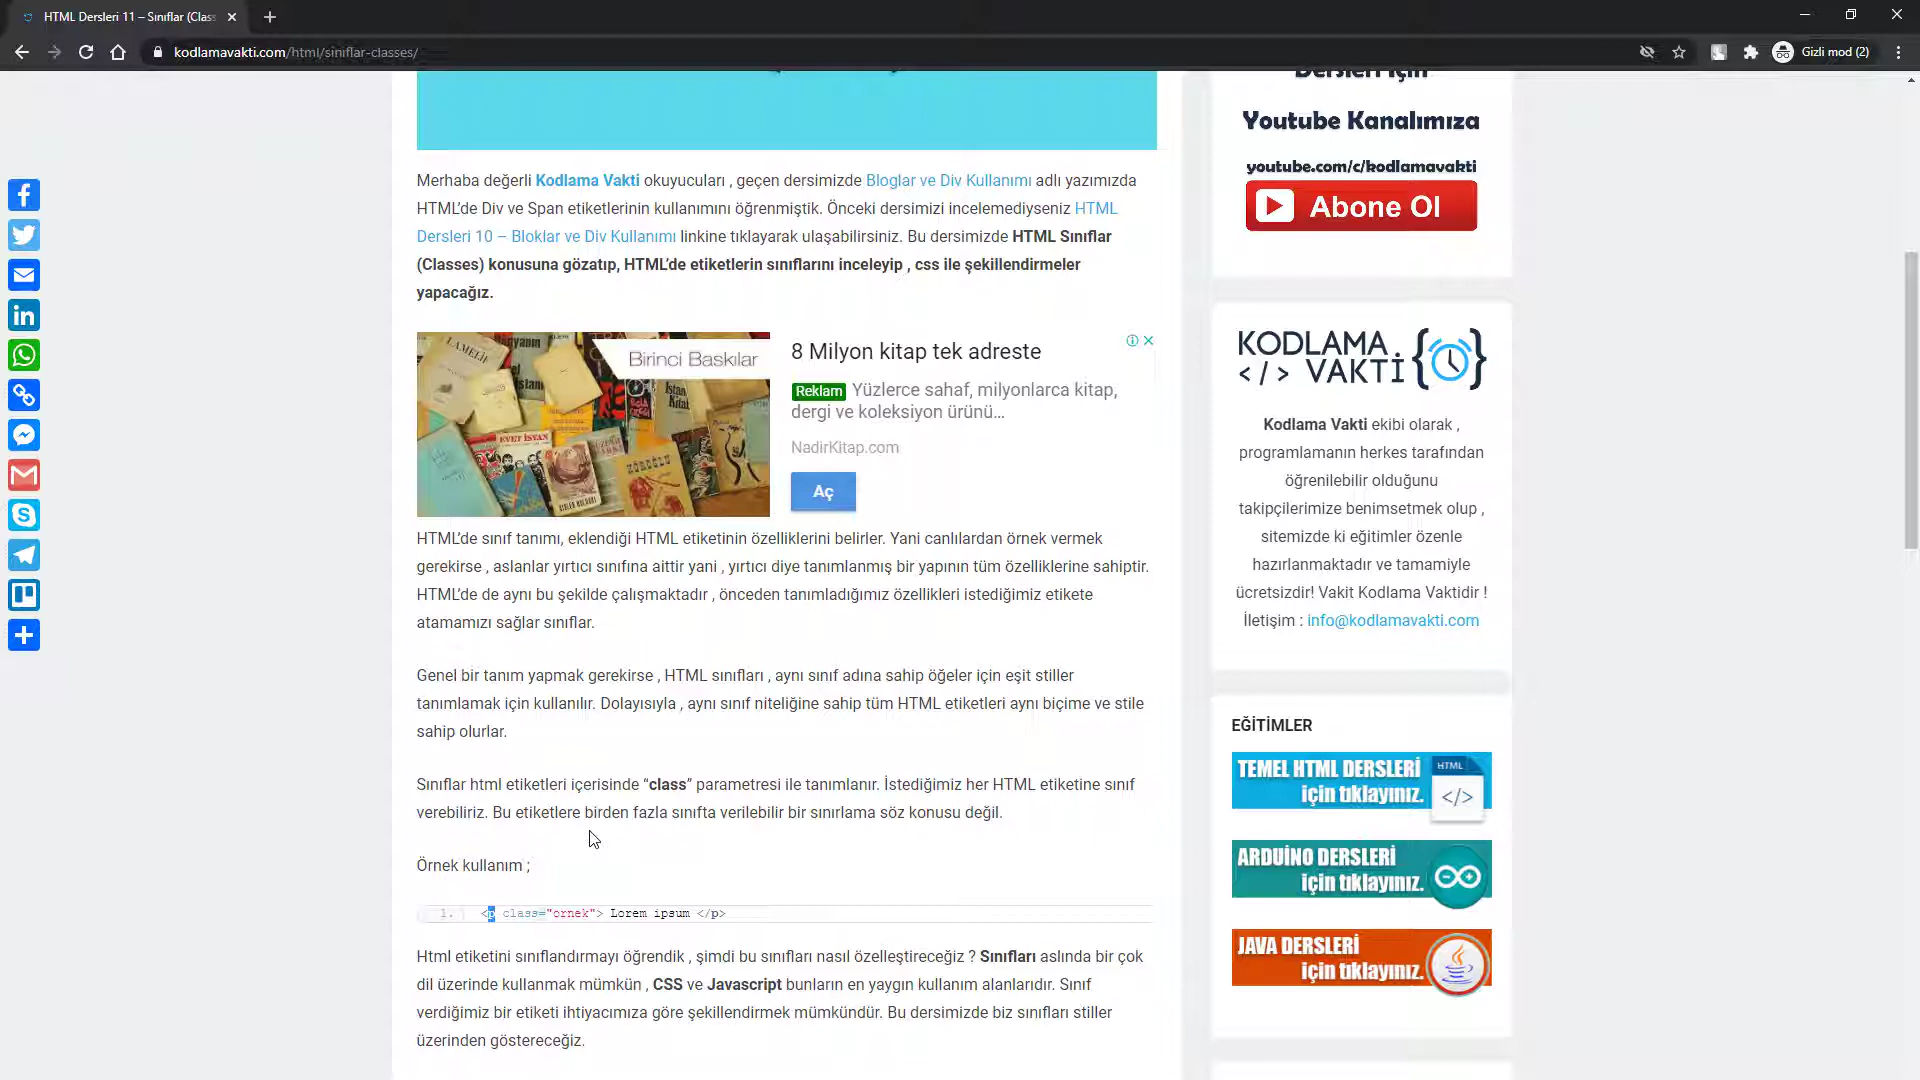 HTML Dersleri 11 – Sınıflar (Clas
kodlamavakti.com/html/siniflar-classes/
Gizli mod (2)
Merhaba değerli Kodlama Vakti okuyucuları , geçen dersimizde Bloglar ve Div Kullanımı adlı yazımızda
HTML’de Div ve Span etiketlerinin kullanımını öğrenmiştik. Önceki dersimizi incelemediyseniz HTML
Dersleri 10 – Bloklar ve Div Kullanımı linkine tıklayarak ulaşabilirsiniz. Bu dersimizde HTML Sınıflar
(Classes) konusuna gözatıp, HTML’de etiketlerin sınıflarını inceleyip , css ile şekillendirmeler
yapacağız.
Birinci Baskılar
LAMELİF
EVET İSYAN
8 Milyon kitap tek adreste
Reklam Yüzlerce sahaf, milyonlarca kitap,
dergi ve koleksiyon ürünü...
NadirKitap.com
Aç
HTML’de sınıf tanımı, eklendiği HTML etiketinin özelliklerini belirler. Yani canlılardan örnek vermek
gerekirse , aslanlar yırtıcı sınıfına aittir yani , yırtıcı diye tanımlanmış bir yapının tüm özelliklerine sahiptir.
HTML’de de aynı bu şekilde çalışmaktadır , önceden tanımladığımız özellikleri istediğimiz etikete
atamamızı sağlar sınıflar.
Genel bir tanım yapmak gerekirse , HTML sınıfları , aynı sınıf adına sahip öğeler için eşit stiller
tanımlamak için kullanılır. Dolayısıyla , aynı sınıf niteliğine sahip tüm HTML etiketleri aynı biçime ve stile
sahip olurlar.
Sınıflar html etiketleri içerisinde “class” parametresi ile tanımlanır. İstediğimiz her HTML etiketine sınıf
verebiliriz. Bu etiketlere birden fazla sınıfta verilebilir bir sınırlama söz konusu değil.
Örnek kullanım ;
1. <p class="ornek"> Lorem ipsum </p>
Html etiketini sınıflandırmayı öğrendik , şimdi bu sınıfları nasıl özelleştireceğiz ? Sınıfları aslında bir çok
dil üzerinde kullanmak mümkün , CSS ve Javascript bunların en yaygın kullanım alanlarıdır. Sınıf
verdiğimiz bir etiketi ihtiyacımıza göre şekillendirmek mümkündür. Bu dersimizde biz sınıfları stiller
üzerinden göstereceğiz.
Dersleri İçin
Youtube Kanalımıza
youtube.com/c/kodlamavakti
Abone Ol
KODLAMA
</> VAKTİ
Kodlama Vakti ekibi olarak ,
programlamanın herkes tarafından
öğrenilebilir olduğunu
takipçilerimize benimsetmek olup ,
sitemizde ki eğitimler özenle
hazırlanmaktadır ve tamamiyle
ücretsizdir! Vakit Kodlama Vaktidir !
İletişim : info@kodlamavakti.com
EĞİTİMLER
TEMEL HTML DERSLERİ
için tıklayınız.
HTML
</>
ARDUİNO DERSLERİ
için tıklayınız.
JAVA DERSLERİ
için tıklayınız.